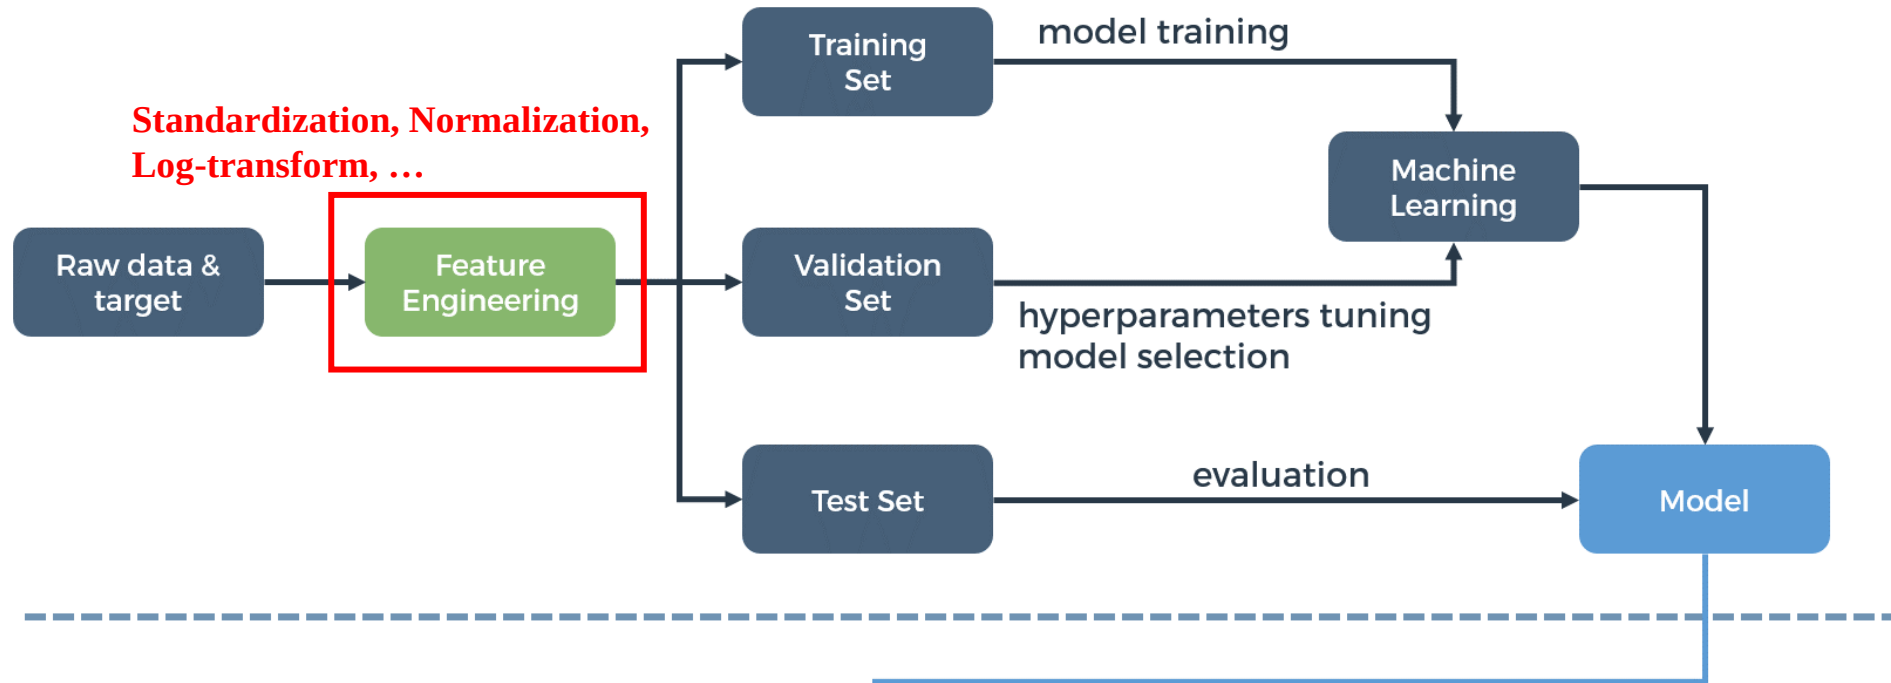 Training
Set
model training
Standardization, Normalization,
Log-transform, …
Machine
Learning
Raw data &
target
Feature
Engineering
Validation
Set
hyperparameters tuning
model selection
Test Set
evaluation
Model